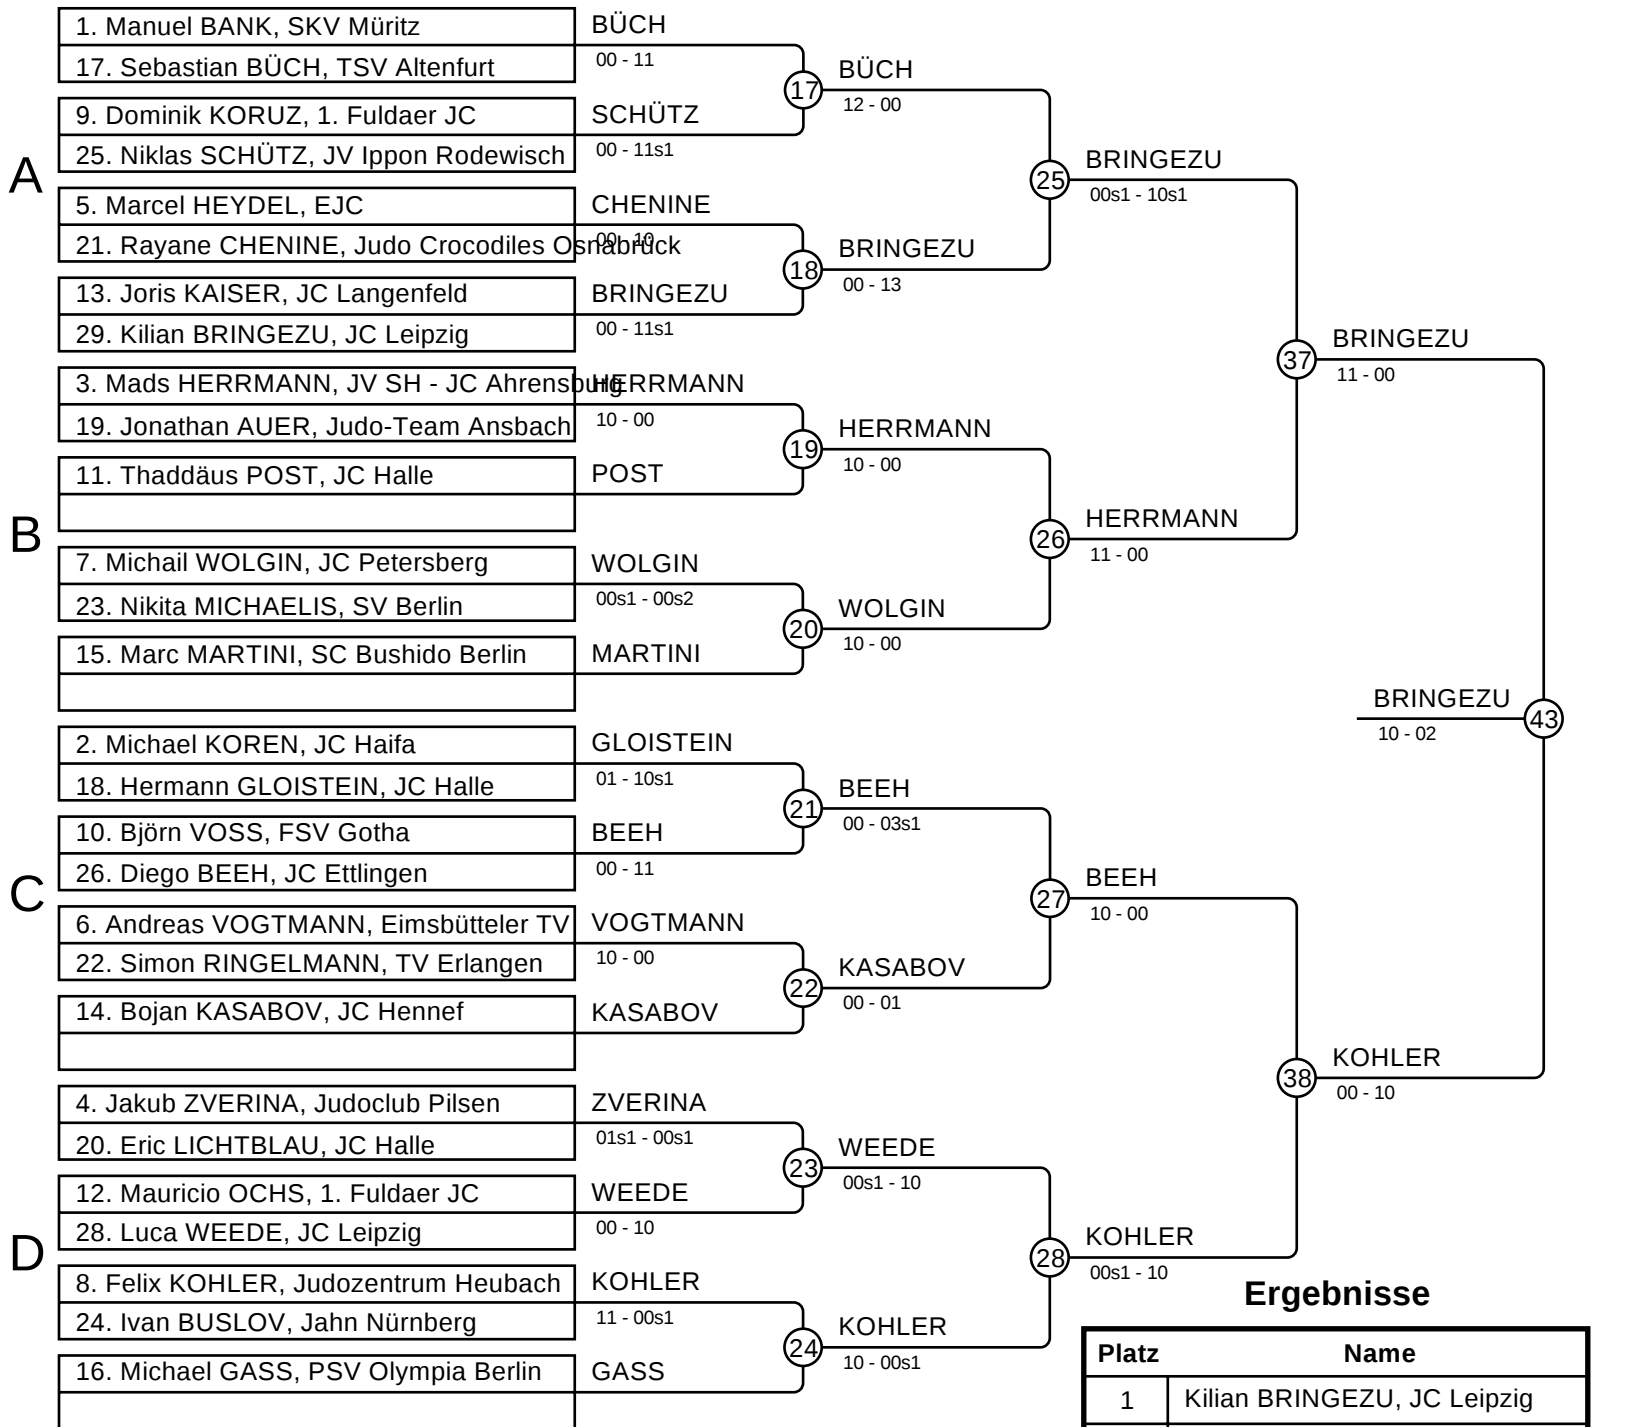 1. Manuel BANK, SKV Müritz
17. Sebastian BÜCH, TSV Altenfurt
BÜCH
00 - 11
9. Dominik KORUZ, 1. Fuldaer JC
25. Niklas SCHÜTZ, JV Ippon Rodewisch
SCHÜTZ
00 - 11s1
17
BÜCH
12 - 00
A
5. Marcel HEYDEL, EJC
21. Rayane CHENINE, Judo Crocodiles Osnabrück
CHENINE
00 - 10
13. Joris KAISER, JC Langenfeld
29. Kilian BRINGEZU, JC Leipzig
BRINGEZU
00 - 11s1
18
BRINGEZU
00 - 13
25
BRINGEZU
00s1 - 10s1
3. Mads HERRMANN, JV SH - JC Ahrensburg
19. Jonathan AUER, Judo-Team Ansbach
HERRMANN
10 - 00
11. Thaddäus POST, JC Halle
POST
19
HERRMANN
10 - 00
B
7. Michail WOLGIN, JC Petersberg
23. Nikita MICHAELIS, SV Berlin
WOLGIN
00s1 - 00s2
15. Marc MARTINI, SC Bushido Berlin
MARTINI
20
WOLGIN
10 - 00
26
HERRMANN
11 - 00
37
BRINGEZU
11 - 00
2. Michael KOREN, JC Haifa
18. Hermann GLOISTEIN, JC Halle
GLOISTEIN
01 - 10s1
10. Björn VOSS, FSV Gotha
26. Diego BEEH, JC Ettlingen
BEEH
00 - 11
21
BEEH
00 - 03s1
C
6. Andreas VOGTMANN, Eimsbütteler TV
22. Simon RINGELMANN, TV Erlangen
VOGTMANN
10 - 00
14. Bojan KASABOV, JC Hennef
KASABOV
22
KASABOV
00 - 01
27
BEEH
10 - 00
4. Jakub ZVERINA, Judoclub Pilsen
20. Eric LICHTBLAU, JC Halle
ZVERINA
01s1 - 00s1
12. Mauricio OCHS, 1. Fuldaer JC
28. Luca WEEDE, JC Leipzig
WEEDE
00 - 10
23
WEEDE
00s1 - 10
D
8. Felix KOHLER, Judozentrum Heubach
24. Ivan BUSLOV, Jahn Nürnberg
KOHLER
11 - 00s1
16. Michael GASS, PSV Olympia Berlin
GASS
24
KOHLER
10 - 00s1
28
KOHLER
00s1 - 10
38
KOHLER
00 - 10
BRINGEZU
10 - 02
43
Ergebnisse
Platz Name
1 Kilian BRINGEZU, JC Leipzig